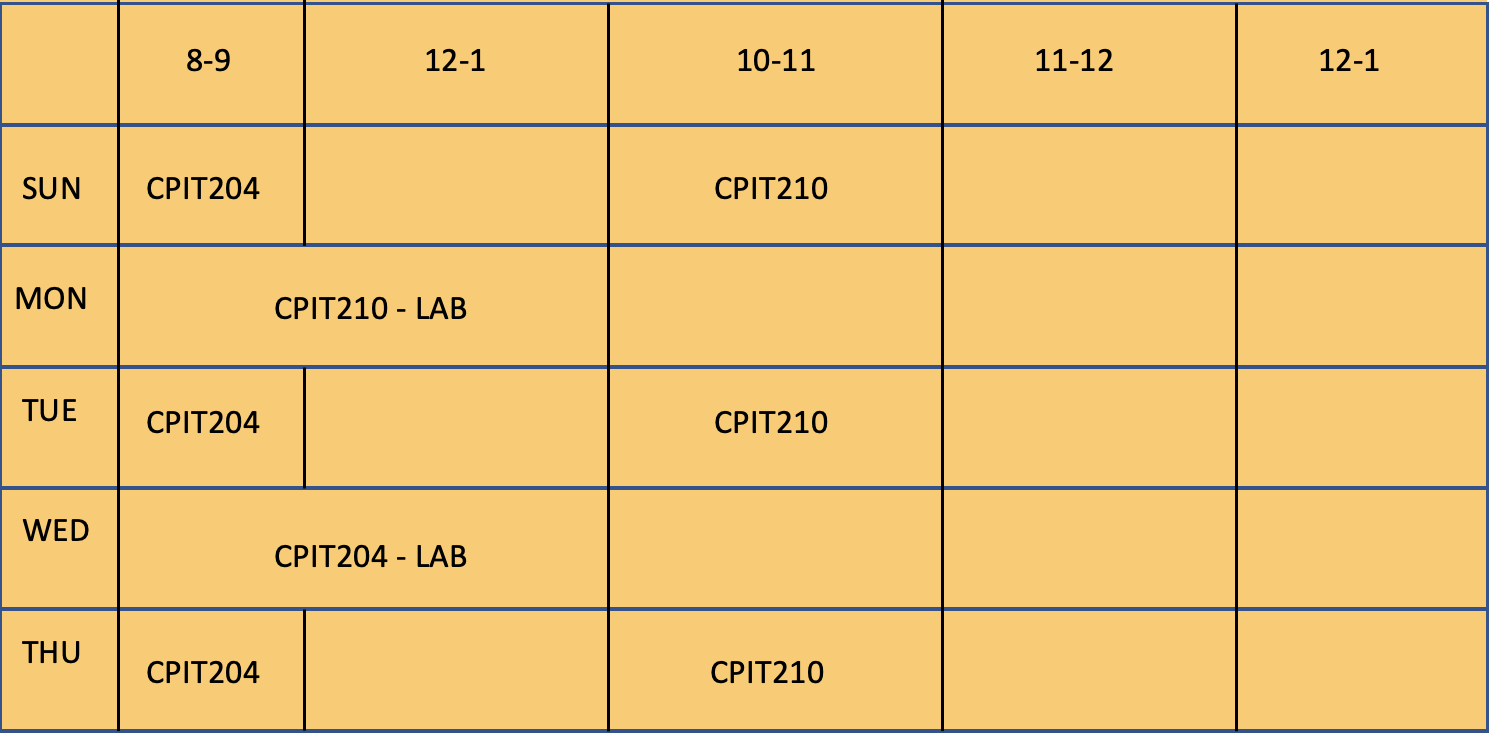 8-9 12-1 10-11 11-12 12-1
SUN CPIT204 CPIT210
MON CPIT210 - LAB
TUE CPIT204 CPIT210
WED CPIT204 - LAB
THU CPIT204 CPIT210